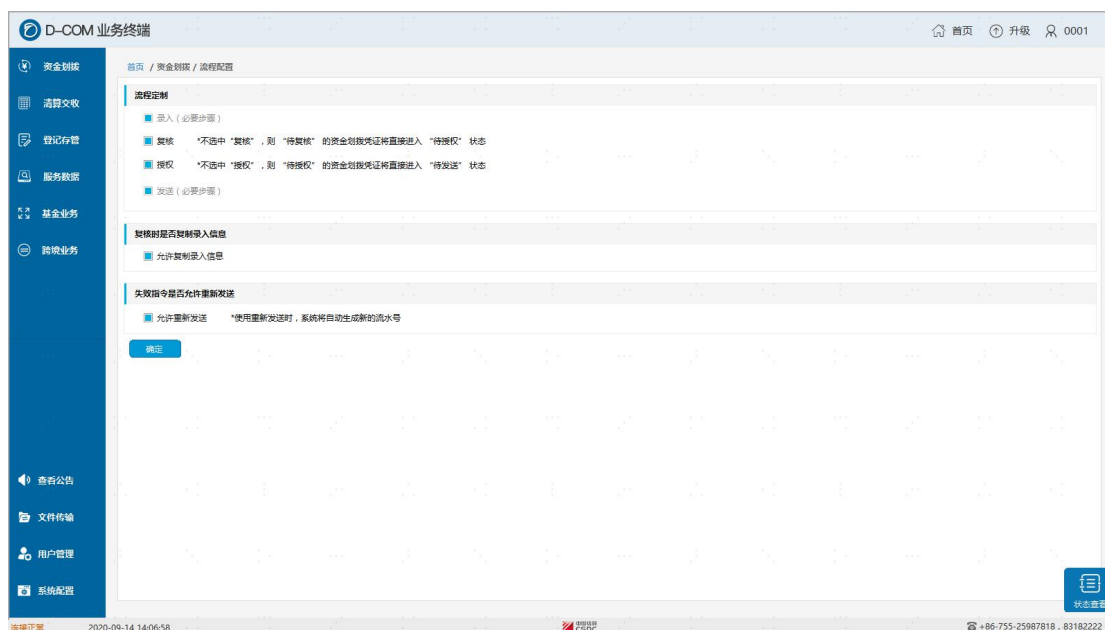 D-COM 业务终端
首页 升级 0001
资金划拨
清算交收
登记存管
服务数据
基金业务
跨境业务
查看公告
文件传输
用户管理
系统配置
首页 / 资金划拨 / 流程配置
流程定制
录入（必要步骤）
复核 *不选中“复核”，则 “待复核” 的资金划拨凭证将直接进入 “待授权” 状态
授权 *不选中“授权”，则 “待授权” 的资金划拨凭证将直接进入 “待发送” 状态
发送（必要步骤）
复核时是否复制录入信息
允许复制录入信息
失败指令是否允许重新发送
允许重新发送 *使用重新发送时，系统将自动生成新的流水号
确定
状态查看
连接正常 2020-09-14 14:06:58 中国结算 CSDC +86-755-25987818 , 83182222